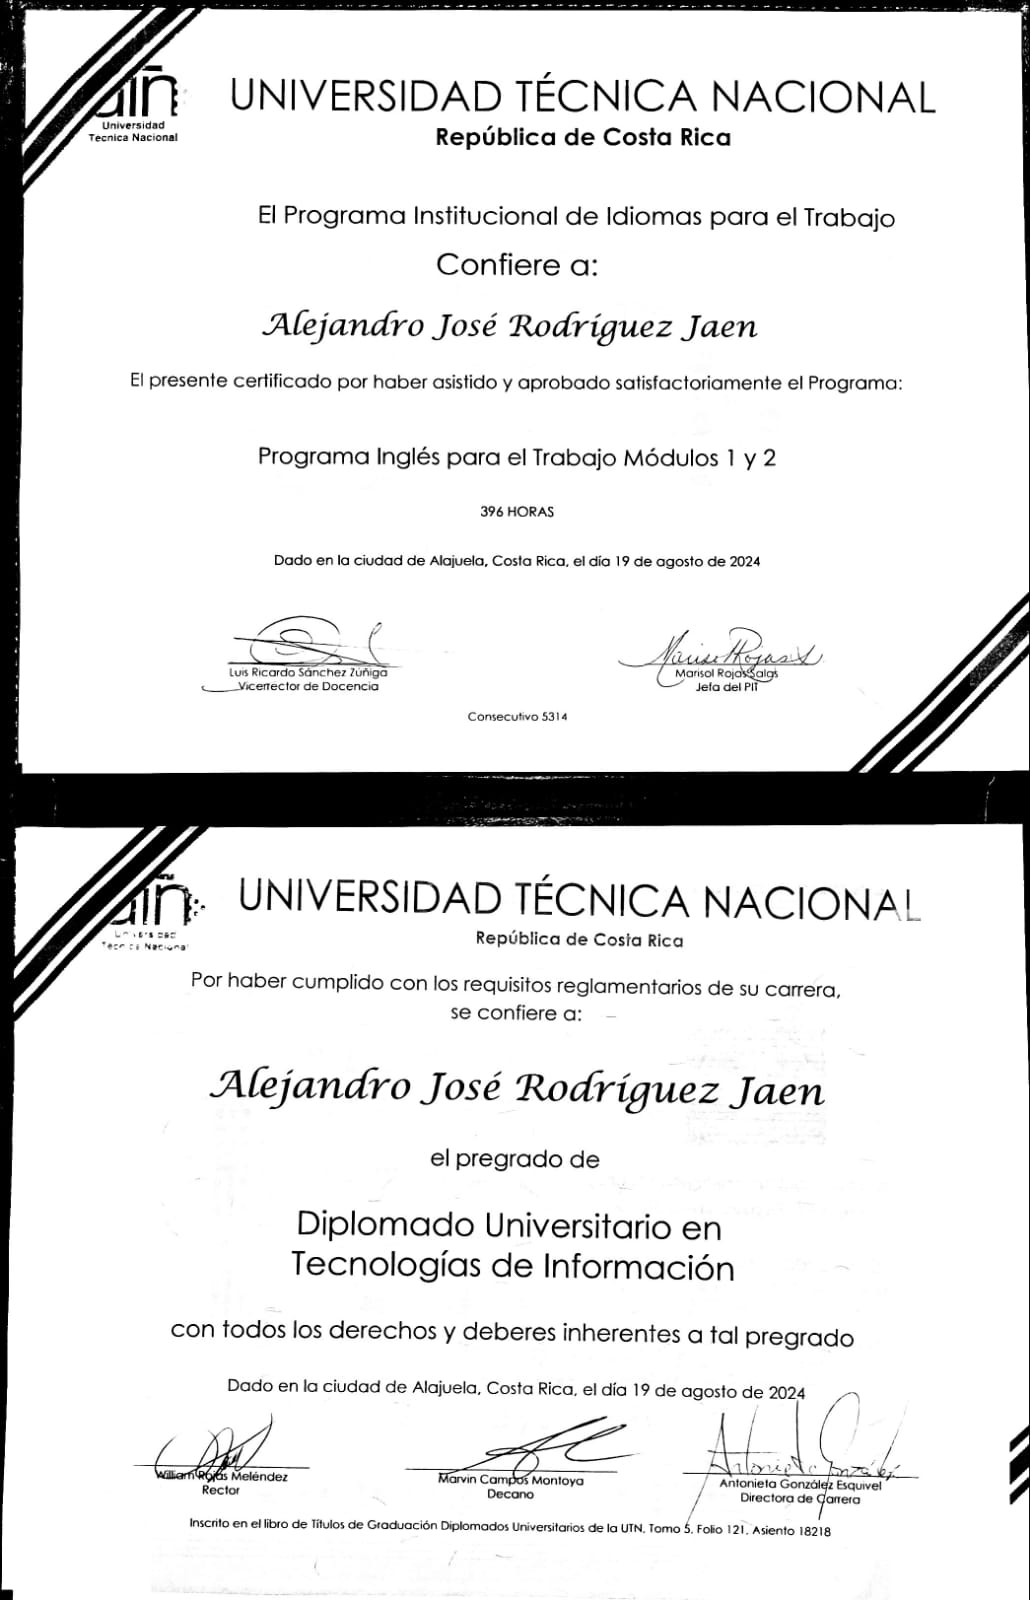 Universidad
Tecnica Nacional
UNIVERSIDAD TÉCNICA NACIONAL
República de Costa Rica
El Programa Institucional de Idiomas para el Trabajo
Confiere a:
Alejandro José Rodríguez Jaen
El presente certificado por haber asistido y aprobado satisfactoriamente el Programa:
Programa Inglés para el Trabajo Módulos 1 y 2
396 HORAS
Dado en la ciudad de Alajuela, Costa Rica, el día 19 de agosto de 2024
Luis Ricardo Sánchez Zúñiga
Vicerrector de Docencia
Marisol Rojas Salas
Jefa del PIT
Consecutivo 5314
Universidad
Tecnica Nacional
UNIVERSIDAD TÉCNICA NACIONAL
República de Costa Rica
Por haber cumplido con los requisitos reglamentarios de su carrera,
se confiere a:
Alejandro José Rodríguez Jaen
el pregrado de
Diplomado Universitario en
Tecnologías de Información
con todos los derechos y deberes inherentes a tal pregrado
Dado en la ciudad de Alajuela, Costa Rica, el día 19 de agosto de 2024
William Rojas Meléndez
Rector
Marvin Campos Montoya
Decano
Antonieta González Esquivel
Directora de Carrera
Inscrito en el libro de Títulos de Graduación Diplomados Universitarios de la UTN, Tomo 5, Folio 121, Asiento 18218